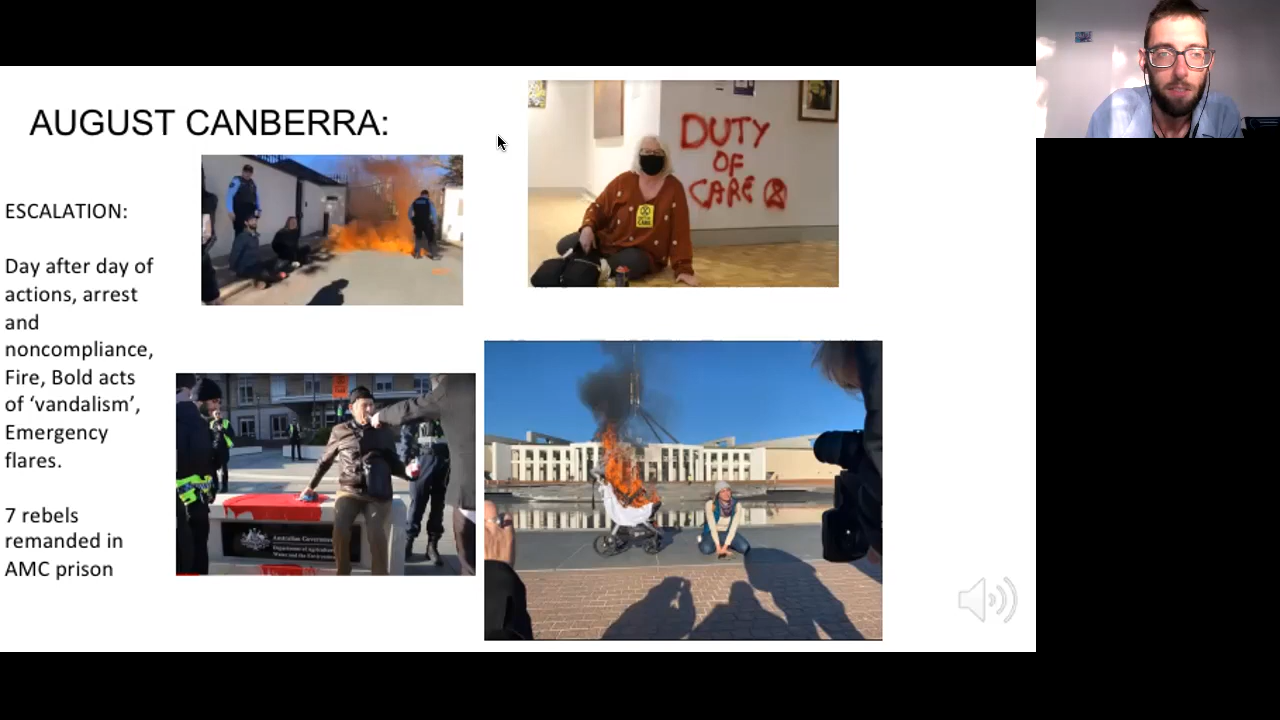 AUGUST CANBERRA:
ESCALATION:
Day after day of
actions, arrest
and
noncompliance,
Fire, Bold acts
of ‘vandalism’,
Emergency
flares.
7 rebels
remanded in
AMC prison
DUTY
OF
CARE
Australian Government
Department of Agriculture
Water and the Environment